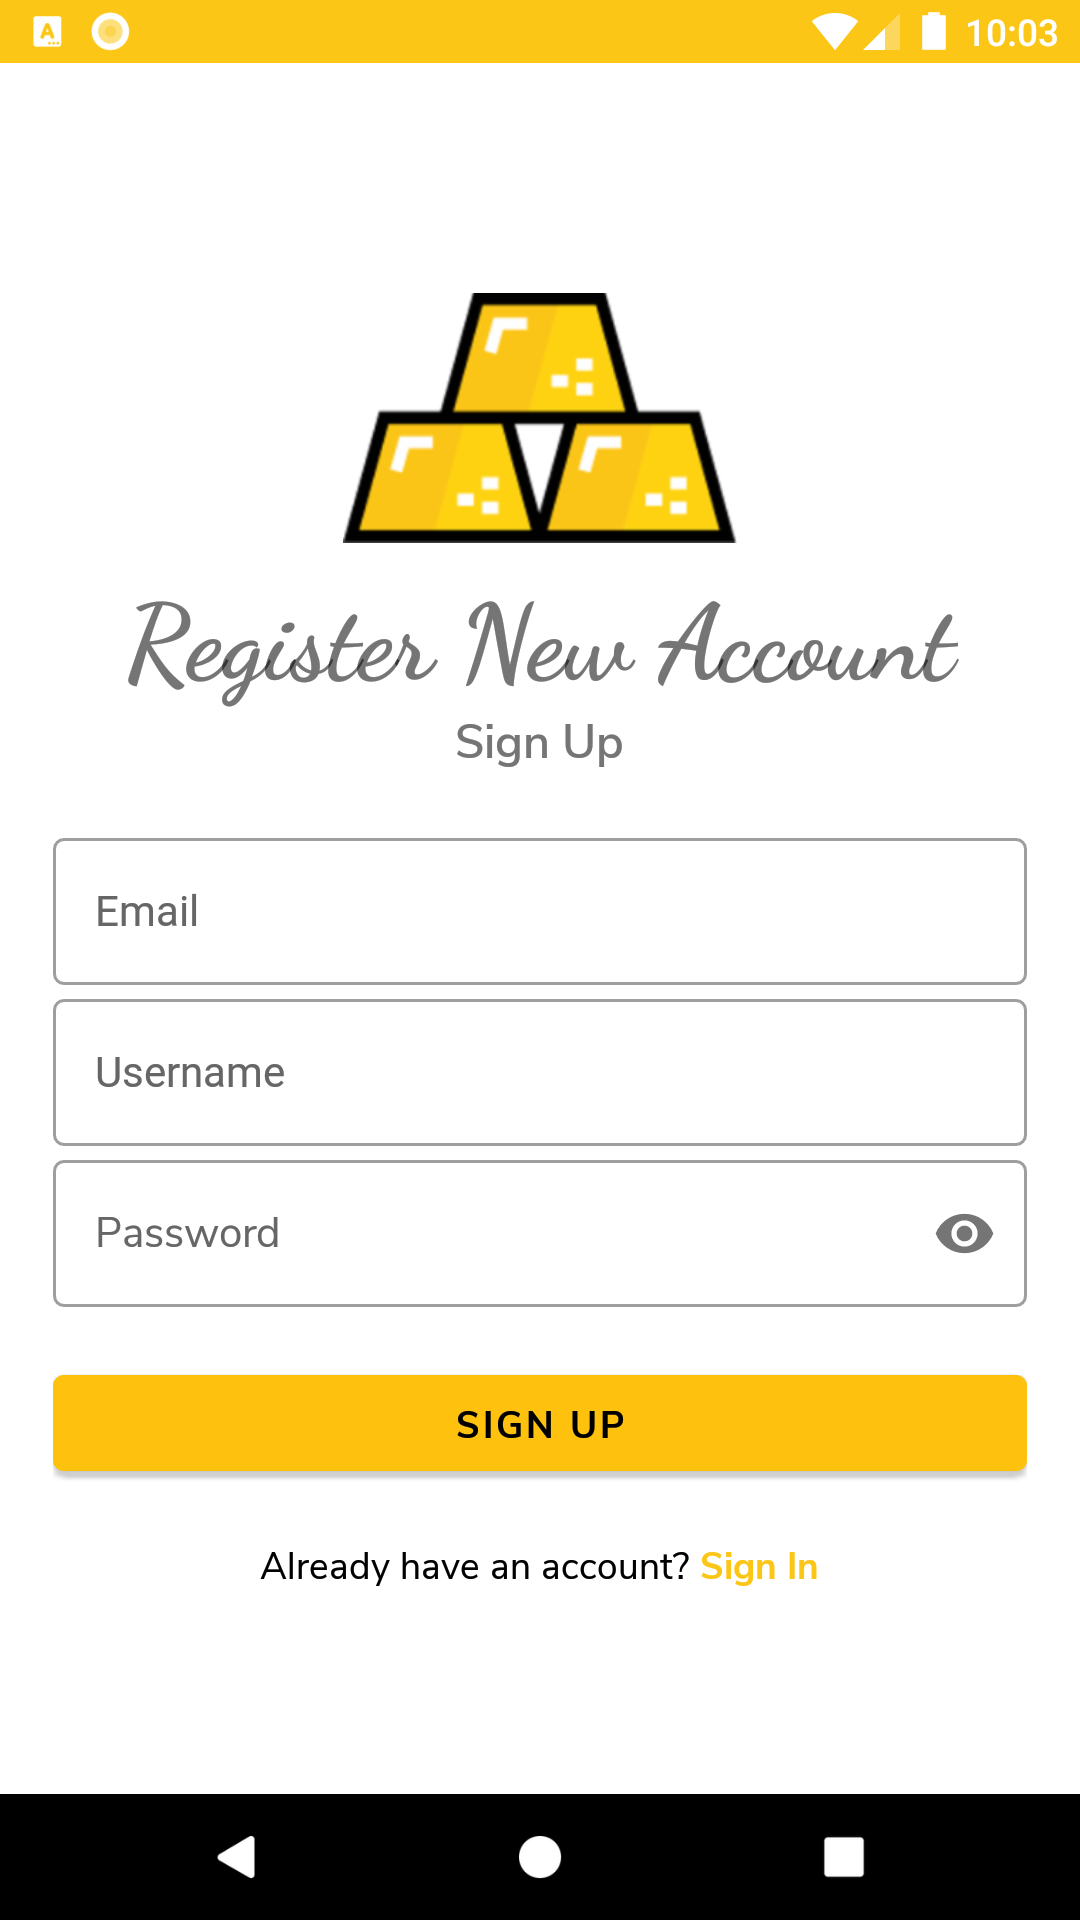 10:03
Register New Account
Sign Up
Email
Username
Password
SIGN UP
Already have an account? Sign In